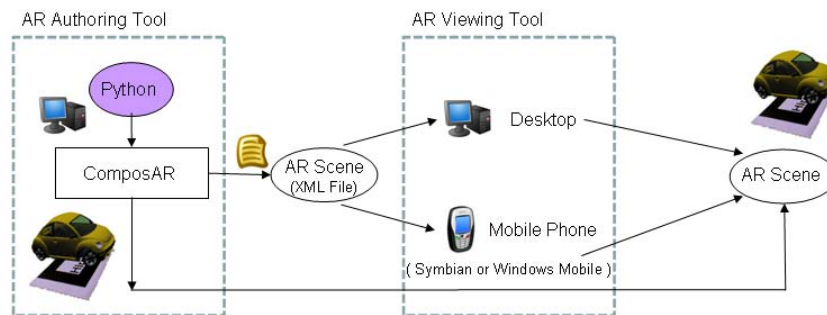 AR Authoring Tool
AR Viewing Tool
Python
ComposAR
AR Scene
(XML File)
Desktop
Mobile Phone
( Symbian or Windows Mobile )
AR Scene